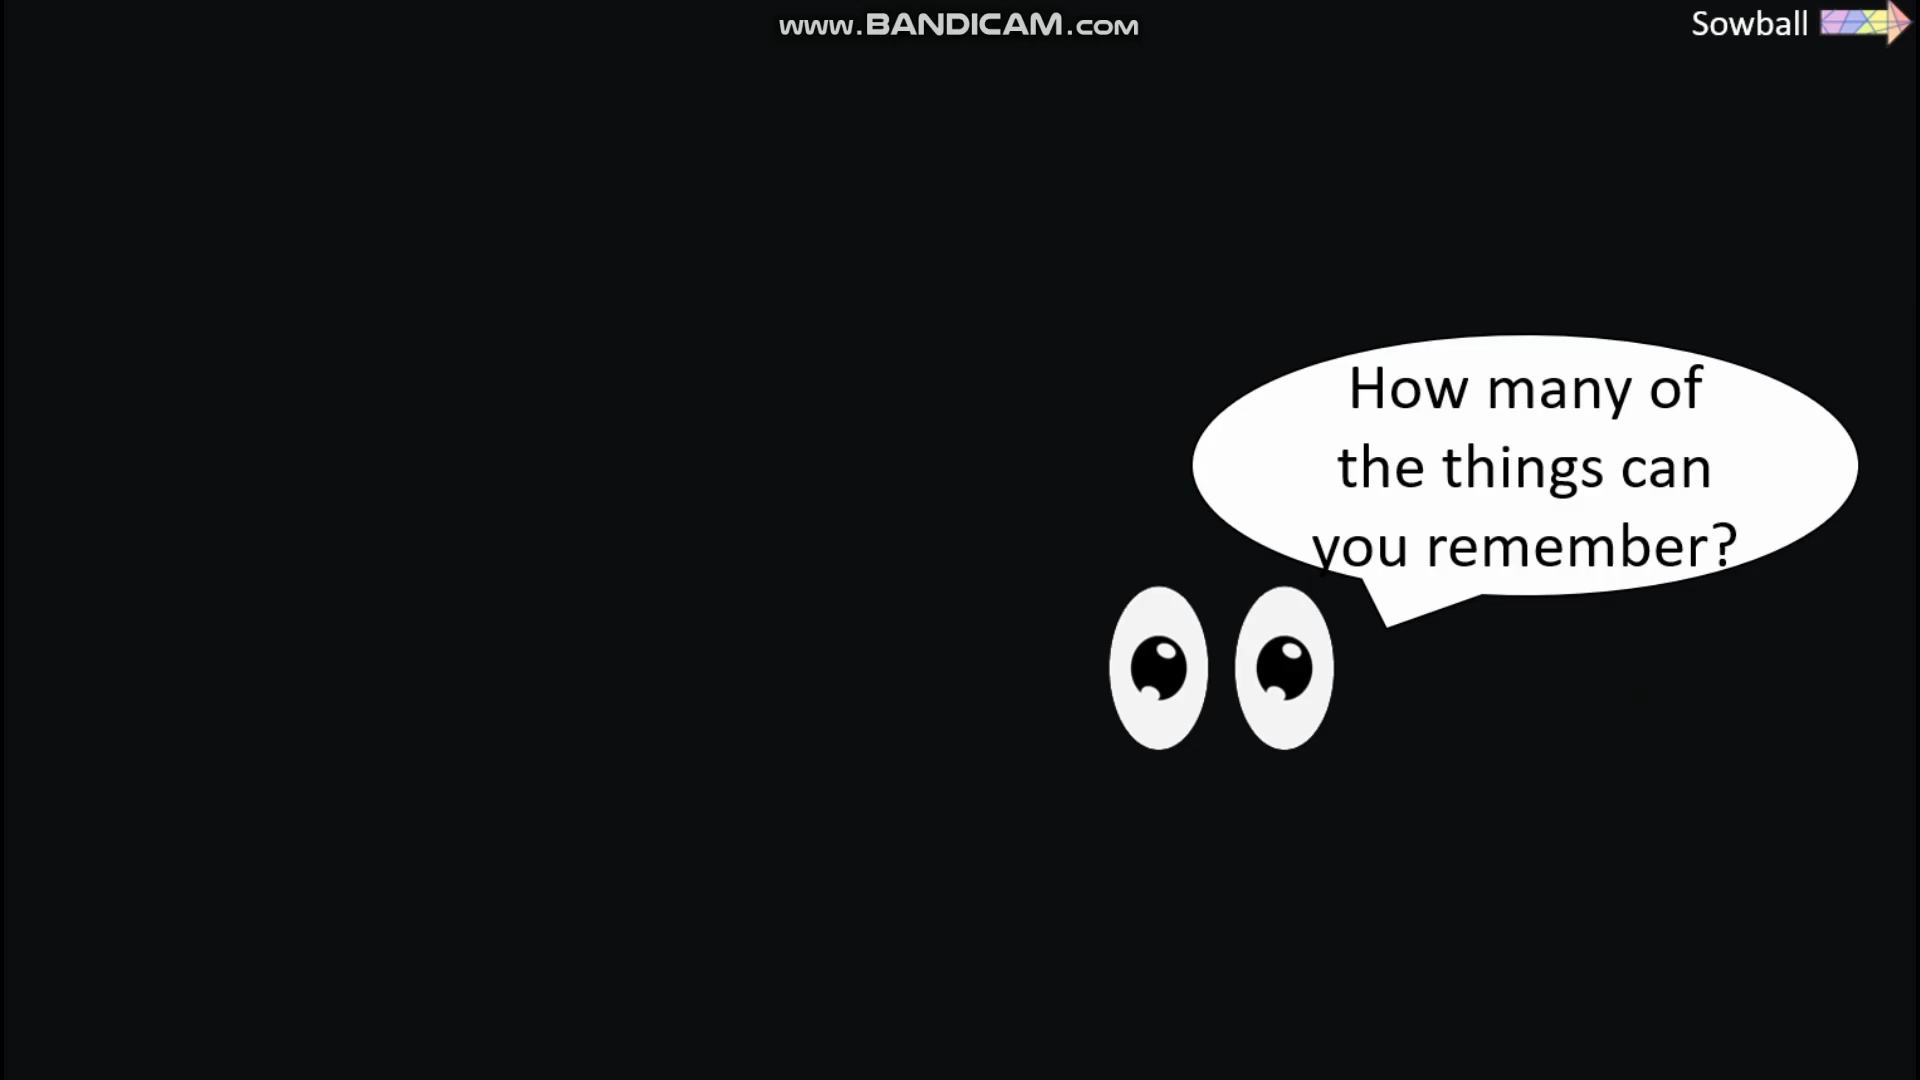 www.BANDICAM.com
Sowball
How many of
the things can
you remember?